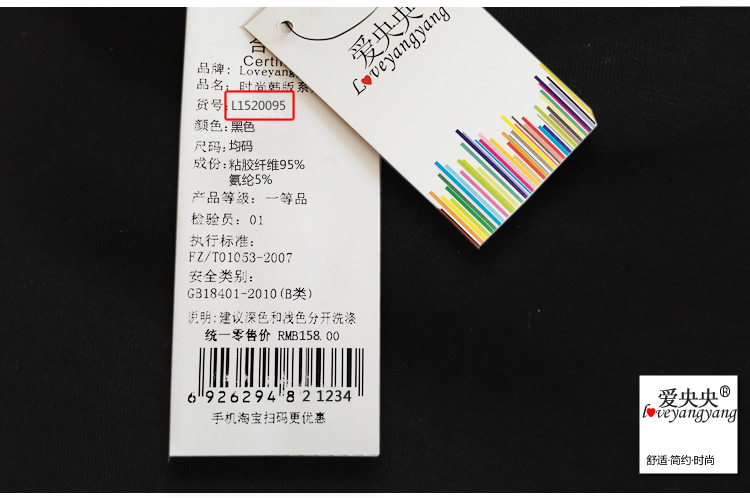 Certif
品牌: Loveyang
品名: 时尚韩版系
货号: L1520095
颜色: 黑色
尺码: 均码
成份: 粘胶纤维95%
氨纶5%
产品等级: 一等品
检验员: 01
执行标准:
FZ/T01053-2007
安全类别:
GB18401-2010(B类)
说明:建议深色和浅色分开洗涤
统一零售价 RMB158.00
6 926294 821234
手机淘宝扫码更优惠
爱央央
Loveyangyang
爱央央®
loveyangyang
舒适·简约·时尚